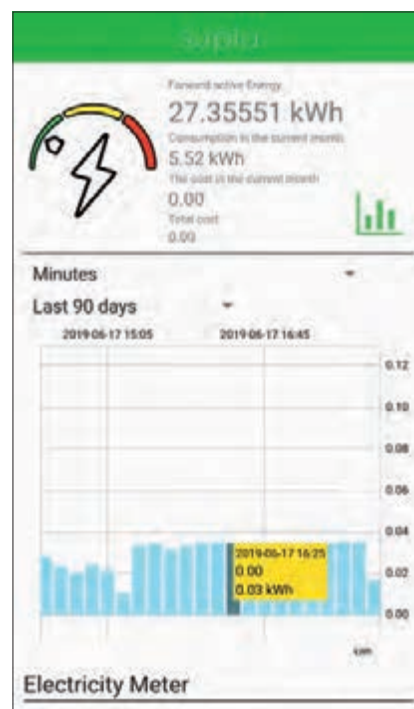 supla
Forward active Energy
27.35551 kWh
Consumption in the current month
5.52 kWh
The cost in the current month
0.00
Total cost
0.00
Minutes
Last 90 days
2019-06-17 15:05 2019-06-17 16:45
0.12
0.10
0.08
0.06
0.04
2019-06-17 16:25
0.00
0.03 kWh
0.02
0.00
Electricity Meter